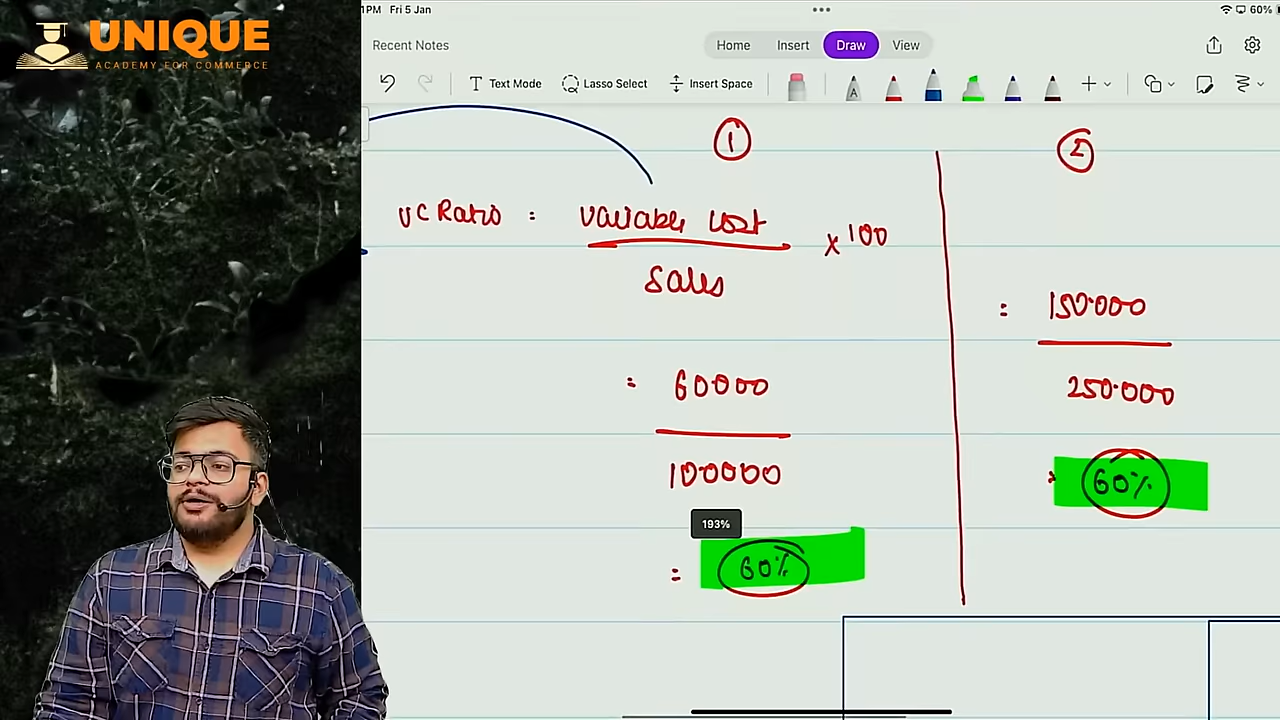 UNIQUE
ACADEMY FOR COMMERCE
1PM Fri 5 Jan
60%
Recent Notes
Home Insert Draw View
Text Mode Lasso Select Insert Space
1
VC Ratio = Variable Cost × 100
Sales
= 60000
100000
193%
= 60%
2
= 150000
250000
60%